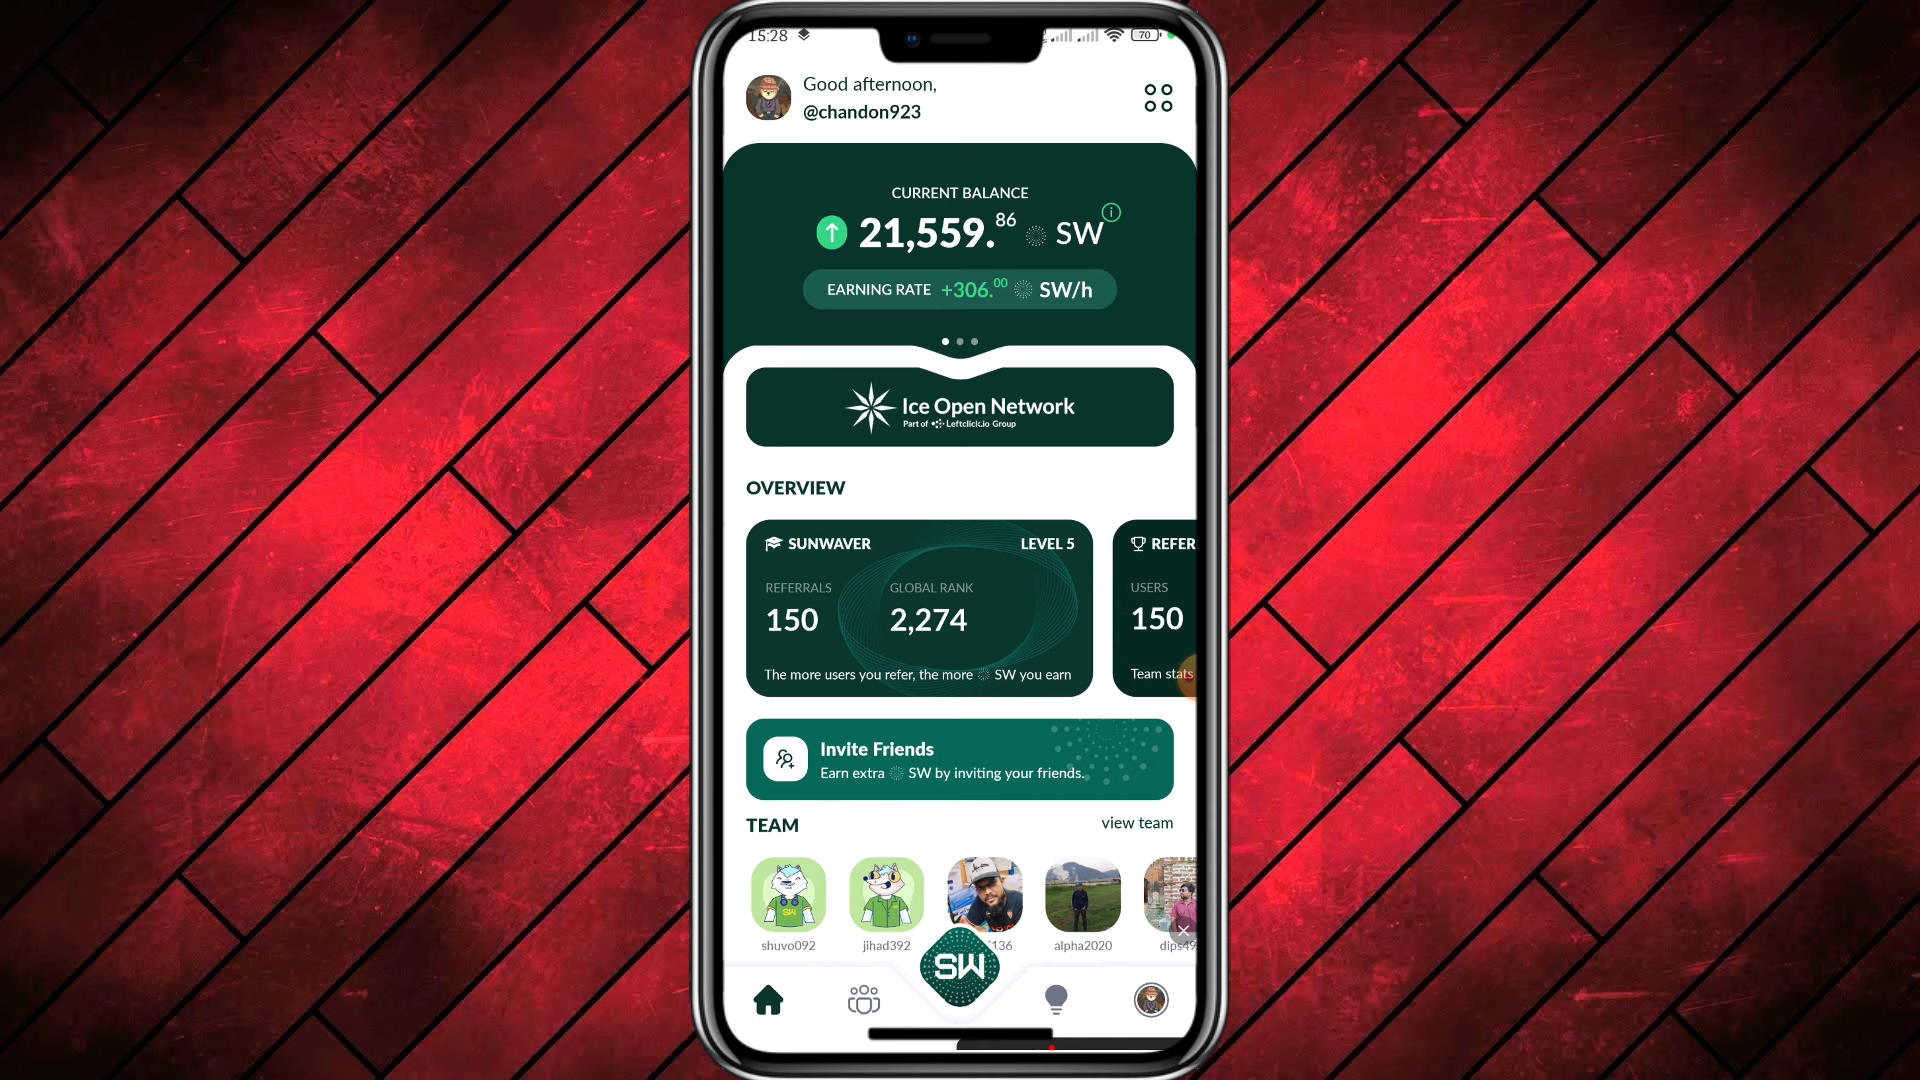 15:28
70
Good afternoon,
@chandon923
CURRENT BALANCE
21,559.86 SW
EARNING RATE +306.00 SW/h
Ice Open Network
Part of Leftclick.io Group
OVERVIEW
SUNWAVER LEVEL 5
REFERRALS GLOBAL RANK
150 2,274
The more users you refer, the more SW you earn
REFER
USERS
150
Team stats
Invite Friends
Earn extra SW by inviting your friends.
TEAM view team
SW
shuvo092 jihad392 136 alpha2020 dips49
SW